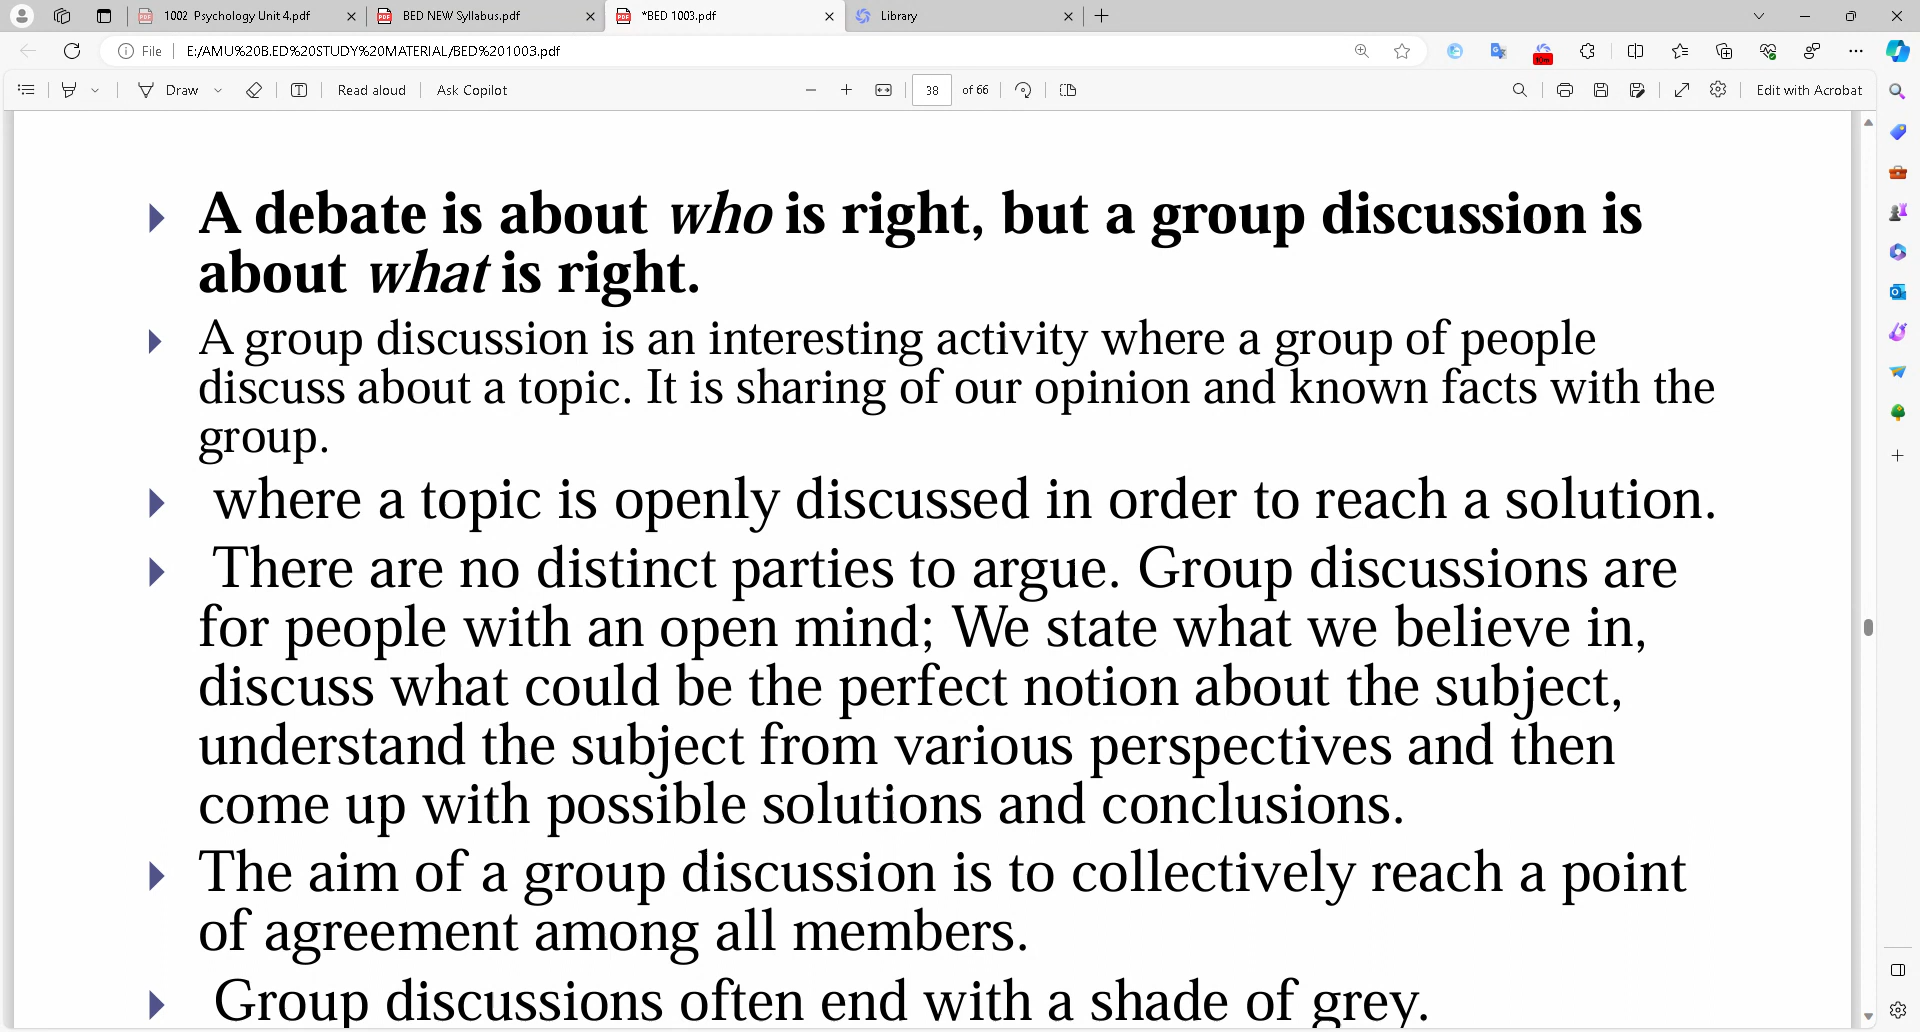 1002 Psychology Unit 4.pdf
BED NEW Syllabus.pdf
*BED 1003.pdf
Library
File
E:/AMU%20B.ED%20STUDY%20MATERIAL/BED%201003.pdf
Draw
Read aloud
Ask Copilot
38
of 66
Edit with Acrobat
A debate is about who is right, but a group discussion is
about what is right.
A group discussion is an interesting activity where a group of people
discuss about a topic. It is sharing of our opinion and known facts with the
group.
where a topic is openly discussed in order to reach a solution.
There are no distinct parties to argue. Group discussions are
for people with an open mind; We state what we believe in,
discuss what could be the perfect notion about the subject,
understand the subject from various perspectives and then
come up with possible solutions and conclusions.
The aim of a group discussion is to collectively reach a point
of agreement among all members.
Group discussions often end with a shade of grey.